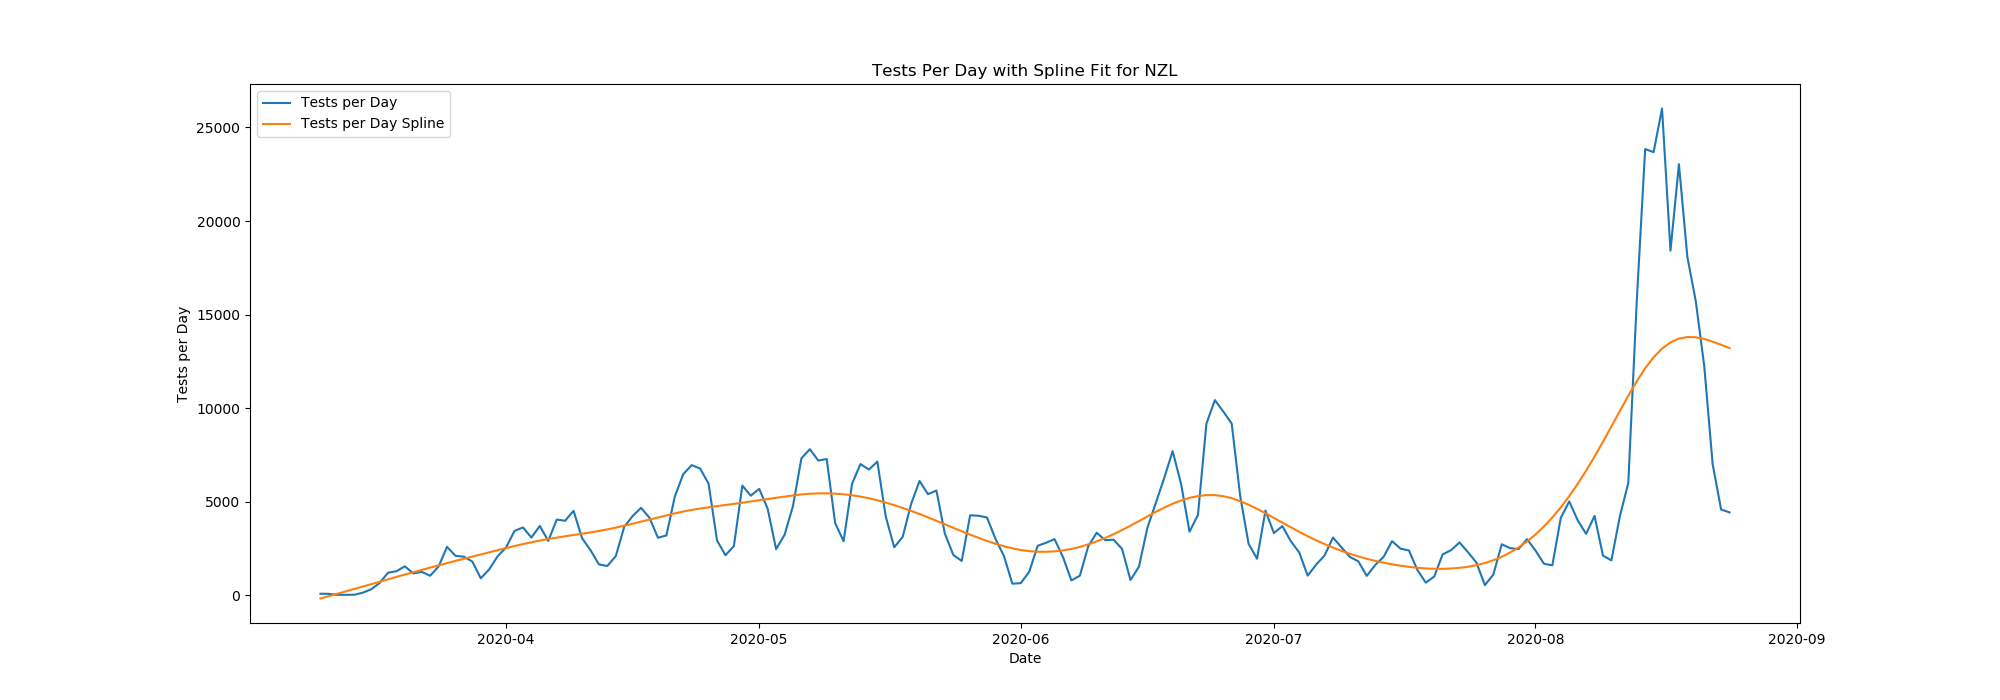 Tests Per Day with Spline Fit for NZL
Tests per Day
Tests per Day Spline
25000
20000
15000
10000
5000
0
Tests per Day
2020-04
2020-05
2020-06
2020-07
2020-08
2020-09
Date